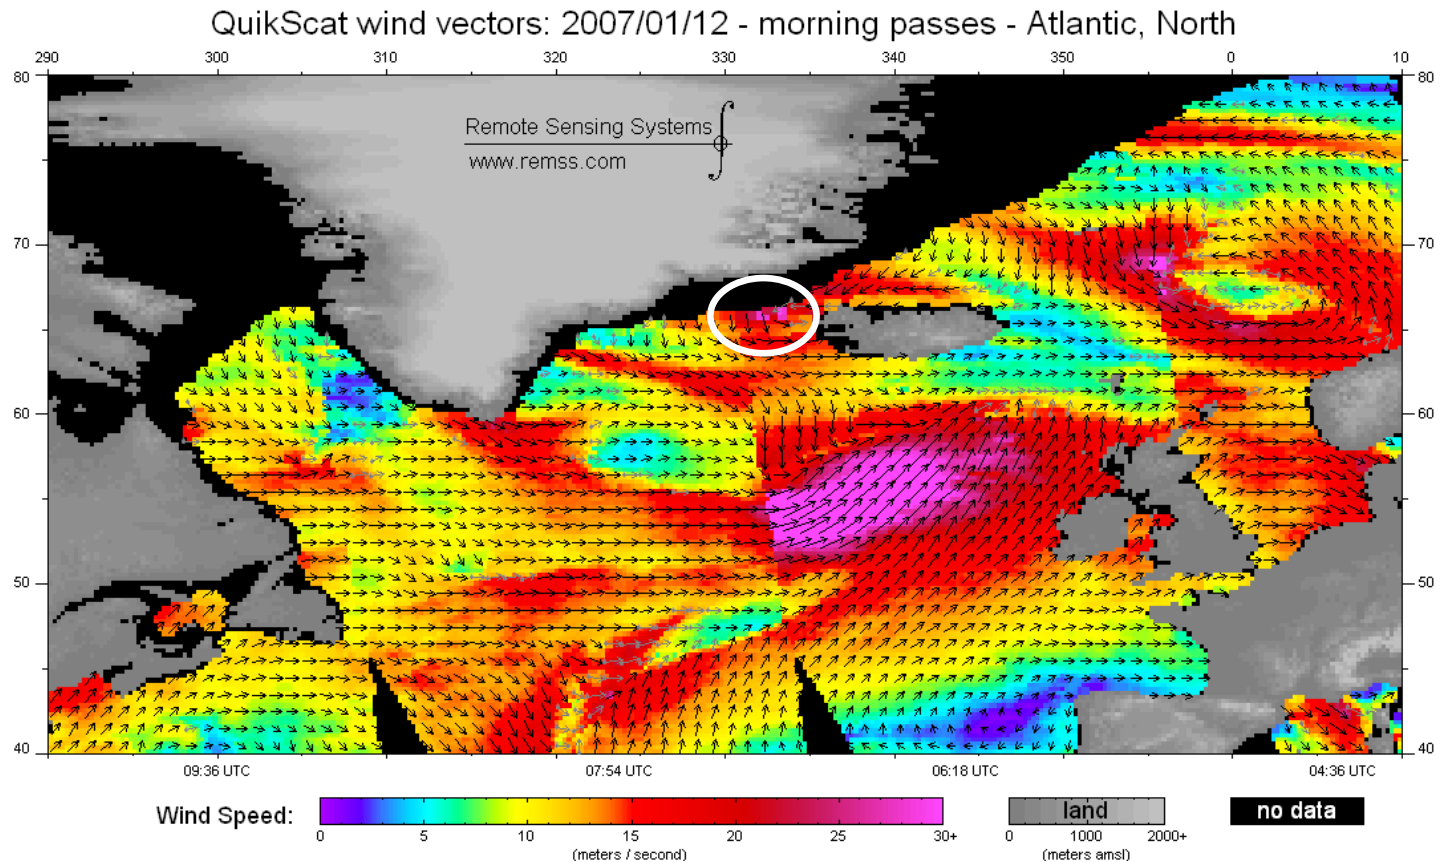 QuikScat wind vectors: 2007/01/12 - morning passes - Atlantic, North
290 300 310 320 330 340 350 0 10
80 80
Remote Sensing Systems
www.remss.com
70 70
60 60
50 50
40 40
09:36 UTC 07:54 UTC 06:18 UTC 04:36 UTC
Wind Speed: land no data
0 5 10 15 20 25 30+ 0 1000 2000+
(meters / second) (meters amsl)